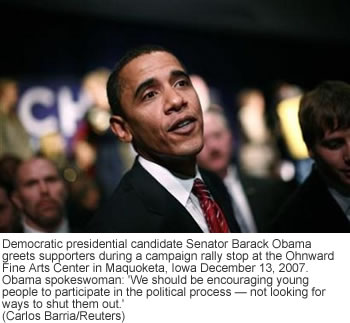 CH
Democratic presidential candidate Senator Barack Obama
greets supporters during a campaign rally stop at the Ohnward
Fine Arts Center in Maquoketa, Iowa December 13, 2007.
Obama spokeswoman: 'We should be encouraging young
people to participate in the political process — not looking for
ways to shut them out.'
(Carlos Barria/Reuters)